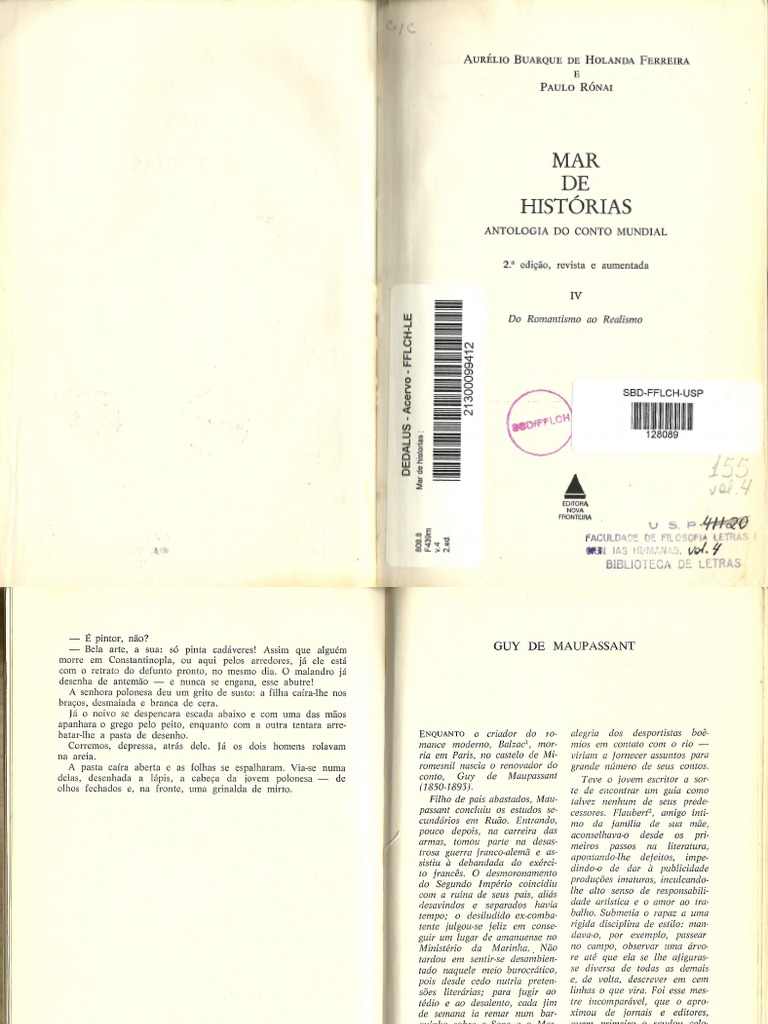 c/c
AURÉLIO BUARQUE DE HOLANDA FERREIRA
E
PAULO RÓNAI
MAR
DE
HISTÓRIAS
ANTOLOGIA DO CONTO MUNDIAL
2.ª edição, revista e aumentada
IV
Do Romantismo ao Realismo
DEDALUS - Acervo - FFLCH-LE
Mar de historias :
21300099412
808.8
F439m
v.4
2.ed.
SBD/FFLCH
SBD-FFLCH-USP
128089
155
vol. 4
EDITORA
NOVA
FRONTEIRA
U S. P 41120
FACULDADE DE FILOSOFIA LETRAS
IAS HUMANAS. vol. 4
BIBLIOTECA DE LETRAS
— É pintor, não?
— Bela arte, a sua: só pinta cadáveres! Assim que alguém
morre em Constantinopla, ou aqui pelos arredores, já ele está
com o retrato do defunto pronto, no mesmo dia. O malandro já
desenha de antemão — e nunca se engana, esse abutre!
A senhora polonesa deu um grito de susto: a filha caíra-lhe nos
braços, desmaiada e branca de cera.
Já o noivo se despencara escada abaixo e com uma das mãos
apanhara o grego pelo peito, enquanto com a outra tentara arre-
batar-lhe a pasta de desenho.
Corremos, depressa, atrás dele. Já os dois homens rolavam
na areia.
A pasta caíra aberta e as folhas se espalharam. Via-se numa
delas, desenhada a lápis, a cabeça da jovem polonesa — de
olhos fechados e, na fronte, uma grinalda de mirto.
GUY DE MAUPASSANT
ENQUANTO o criador do ro-
mance moderno, Balzac¹, mor-
ria em Paris, no castelo de Mi-
romesnil nascia o renovador do
conto, Guy de Maupassant
(1850-1893).
Filho de pais abastados, Mau-
passant concluiu os estudos se-
cundários em Ruão. Entrando,
pouco depois, na carreira das
armas, tomou parte na desas-
trosa guerra franco-alemã e as-
sistiu à debandada do exérci-
to francês. O desmoronamento
do Segundo Império coincidiu
com a ruína de seus pais, aliás
desavindos e separados havia
tempo; o desiludido ex-comba-
tente julgou-se feliz em conse-
guir um lugar de amanuense no
Ministério da Marinha. Não
tardou em sentir-se desambien-
tado naquele meio burocrático,
pois desde cedo nutria preten-
sões literárias; para fugir ao
tédio e ao desalento, cada fim
de semana ia remar num bar-
alegria dos desportistas boê-
mios em contato com o rio —
viriam a fornecer assuntos para
grande número de seus contos.
Teve o jovem escritor a sor-
te de encontrar um guia como
talvez nenhum de seus prede-
cessores. Flaubert², amigo ínti-
mo da família de sua mãe,
aconselhava-o desde os pri-
meiros passos na literatura,
apontando-lhe defeitos, impe-
dindo-o de dar à publicidade
produções imaturas, inculcando-
lhe alto senso de responsabili-
dade artística e o amor ao tra-
balho. Submetia o rapaz a uma
rígida disciplina de estilo: man-
dava-o, por exemplo, passear
no campo, observar uma árvo-
re até que ela se lhe afiguras-
se diversa de todas as demais
e, de volta, descrever em cem
linhas o que vira. Foi esse mes-
tre incomparável, que o apro-
ximou de jornais e editores,